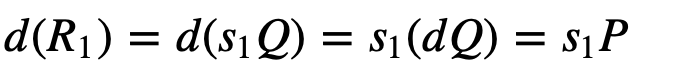 d(R₁) = d(s₁Q) = s₁(dQ) = s₁P